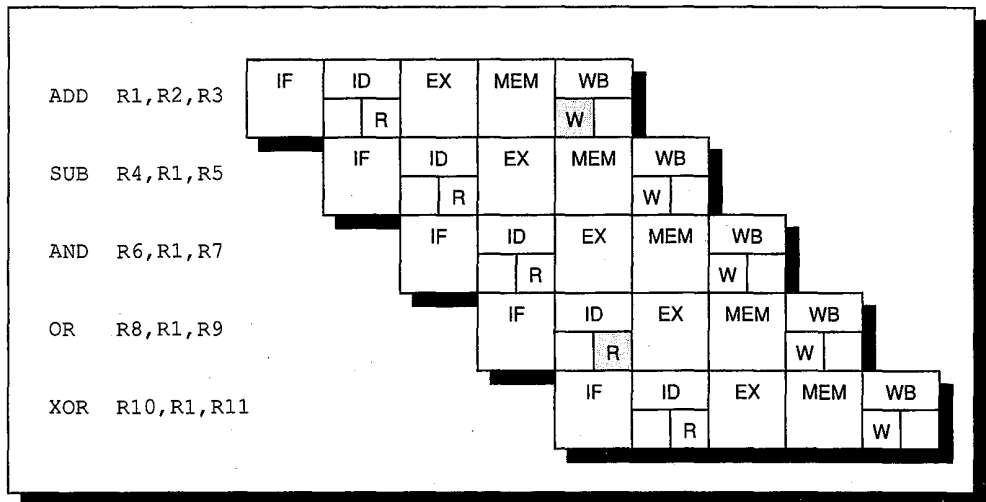 IF ID EX MEM WB
ADD R1,R2,R3
R W
IF ID EX MEM WB
SUB R4,R1,R5
R W
IF ID EX MEM WB
AND R6,R1,R7
R W
IF ID EX MEM WB
OR R8,R1,R9
R W
IF ID EX MEM WB
XOR R10,R1,R11
R W